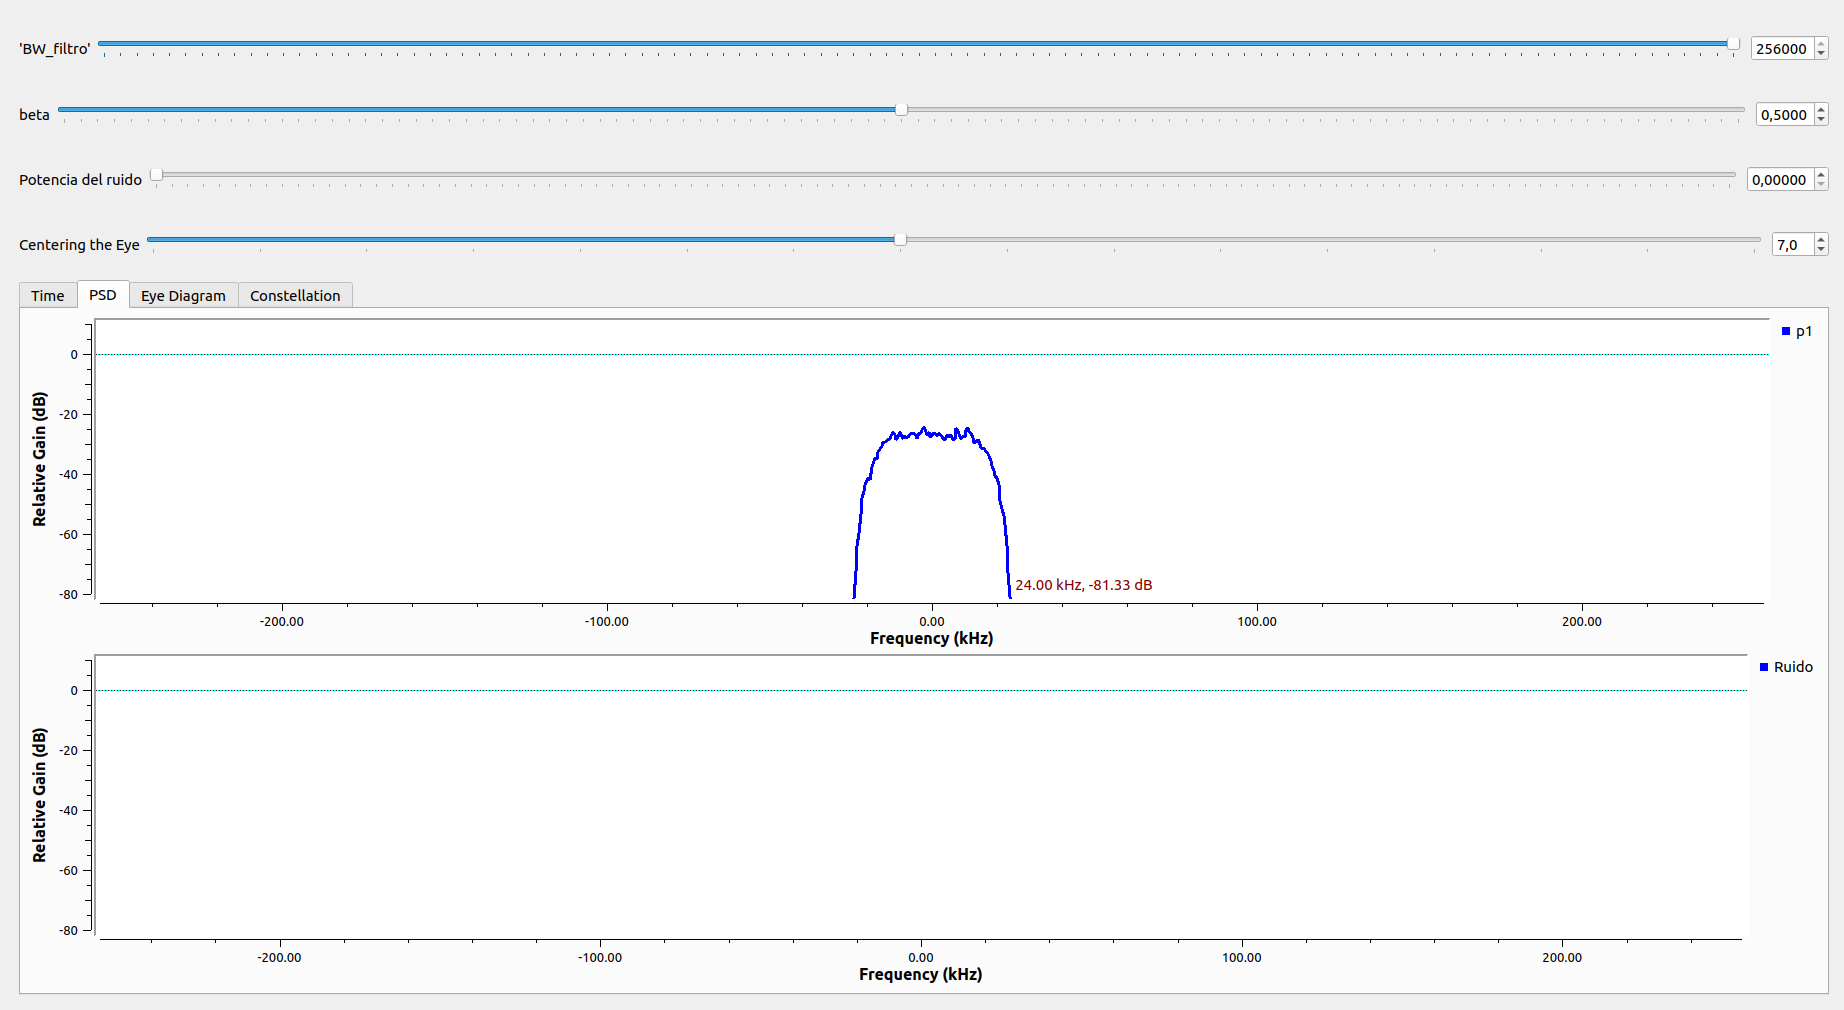 'BW_filtro' 256000
beta 0,5000
Potencia del ruido 0,00000
Centering the Eye 7,0
Time PSD Eye Diagram Constellation
p1
0
-20
-40
-60
-80
Relative Gain (dB)
24.00 kHz, -81.33 dB
-200.00 -100.00 0.00 100.00 200.00
Frequency (kHz)
Ruido
0
-20
-40
-60
-80
Relative Gain (dB)
-200.00 -100.00 0.00 100.00 200.00
Frequency (kHz)